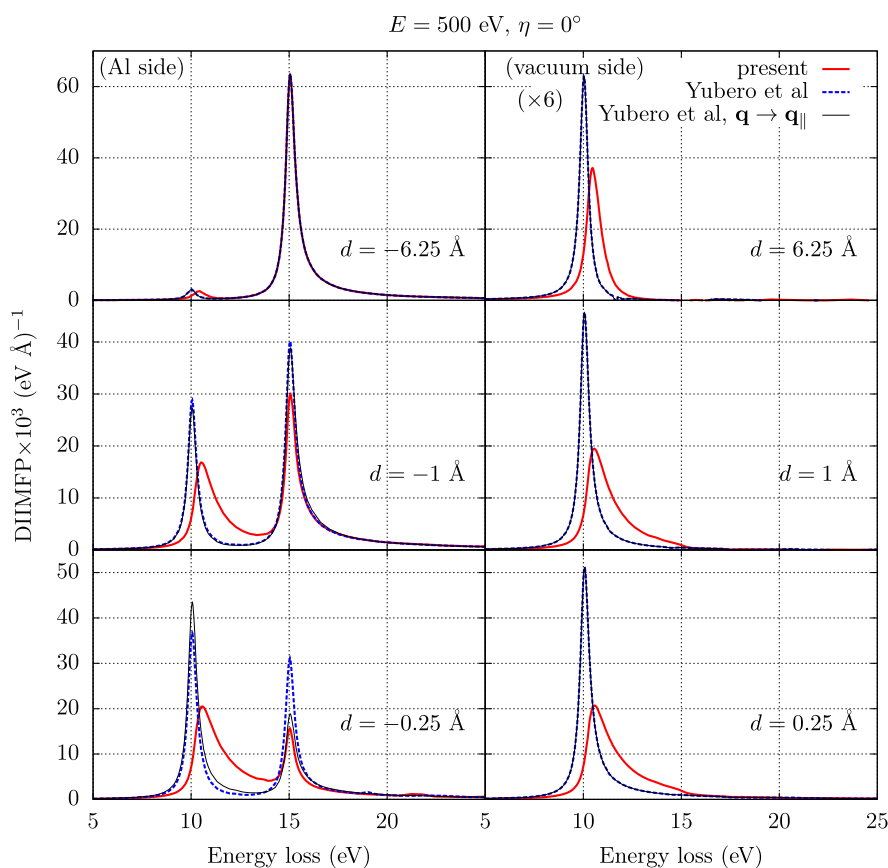 E = 500 eV, η = 0°
(Al side)
(vacuum side)
(×6)
present
Yubero et al
Yubero et al, q → q∥
60
40
20
0
d = −6.25 Å
d = 6.25 Å
DIIMFP×10³ (eV Å)⁻¹
40
30
20
10
0
d = −1 Å
d = 1 Å
50
40
30
20
10
0
d = −0.25 Å
d = 0.25 Å
5 10 15 20 5 10 15 20 25
Energy loss (eV) Energy loss (eV)